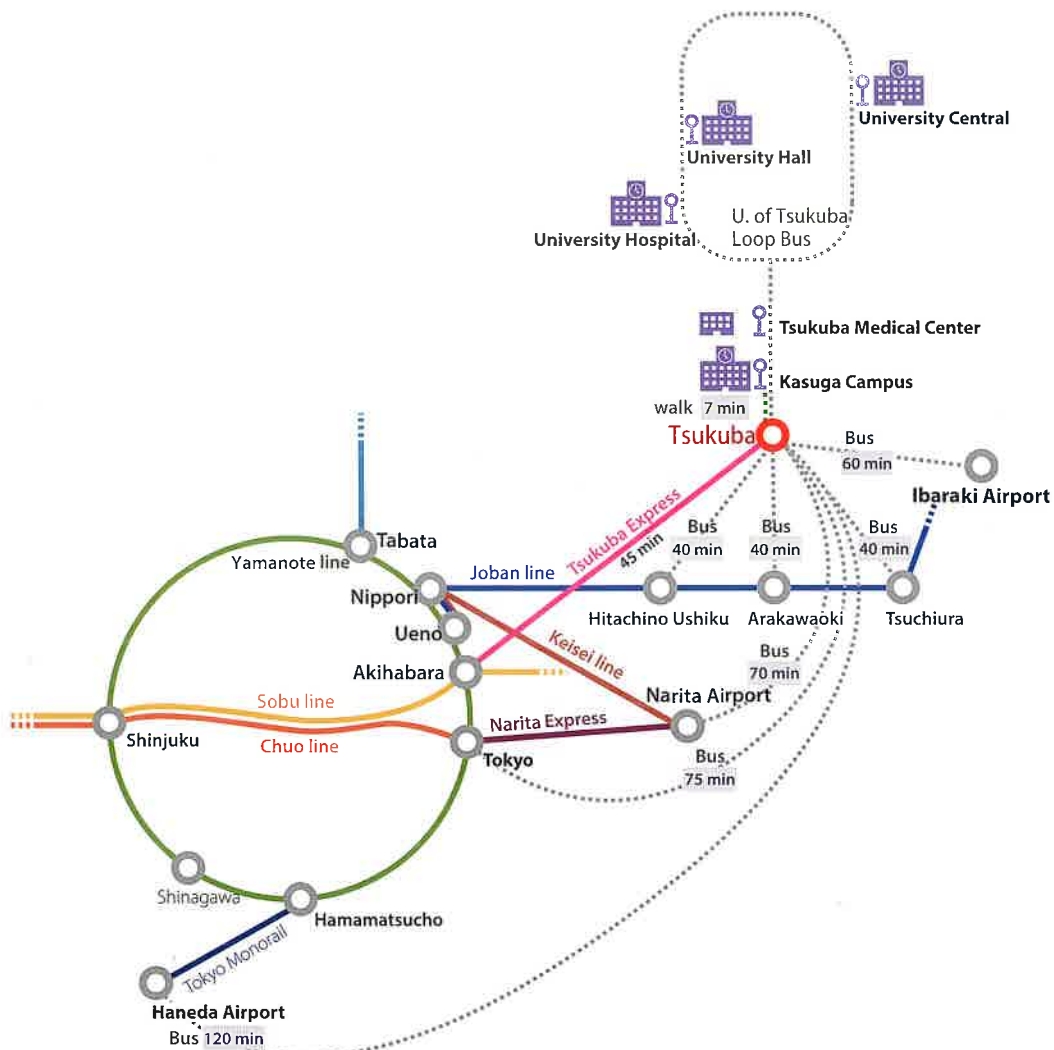 University Central
University Hall
University Hospital
U. of Tsukuba
Loop Bus
Tsukuba Medical Center
Kasuga Campus
walk 7 min
Tsukuba
Bus
60 min
Ibaraki Airport
Tsukuba Express
45 min
Bus
40 min
Bus
40 min
Bus
40 min
Tabata
Yamanote line
Joban line
Nippori
Hitachino Ushiku
Arakawaoki
Tsuchiura
Ueno
Keisei line
Akihabara
Bus
70 min
Narita Airport
Sobu line
Narita Express
Shinjuku
Chuo line
Tokyo
Bus
75 min
Shinagawa
Hamamatsucho
Tokyo Monorail
Haneda Airport
Bus 120 min